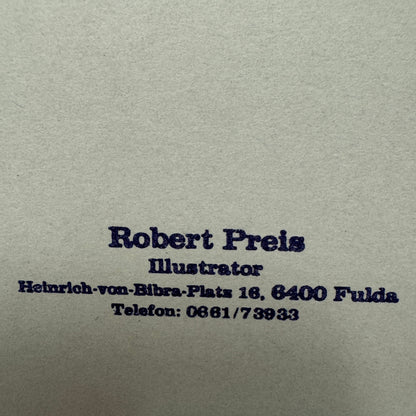 Robert Preis
Illustrator
Heinrich-von-Bibra-Platz 16, 6400 Fulda
Telefon: 0661/73933